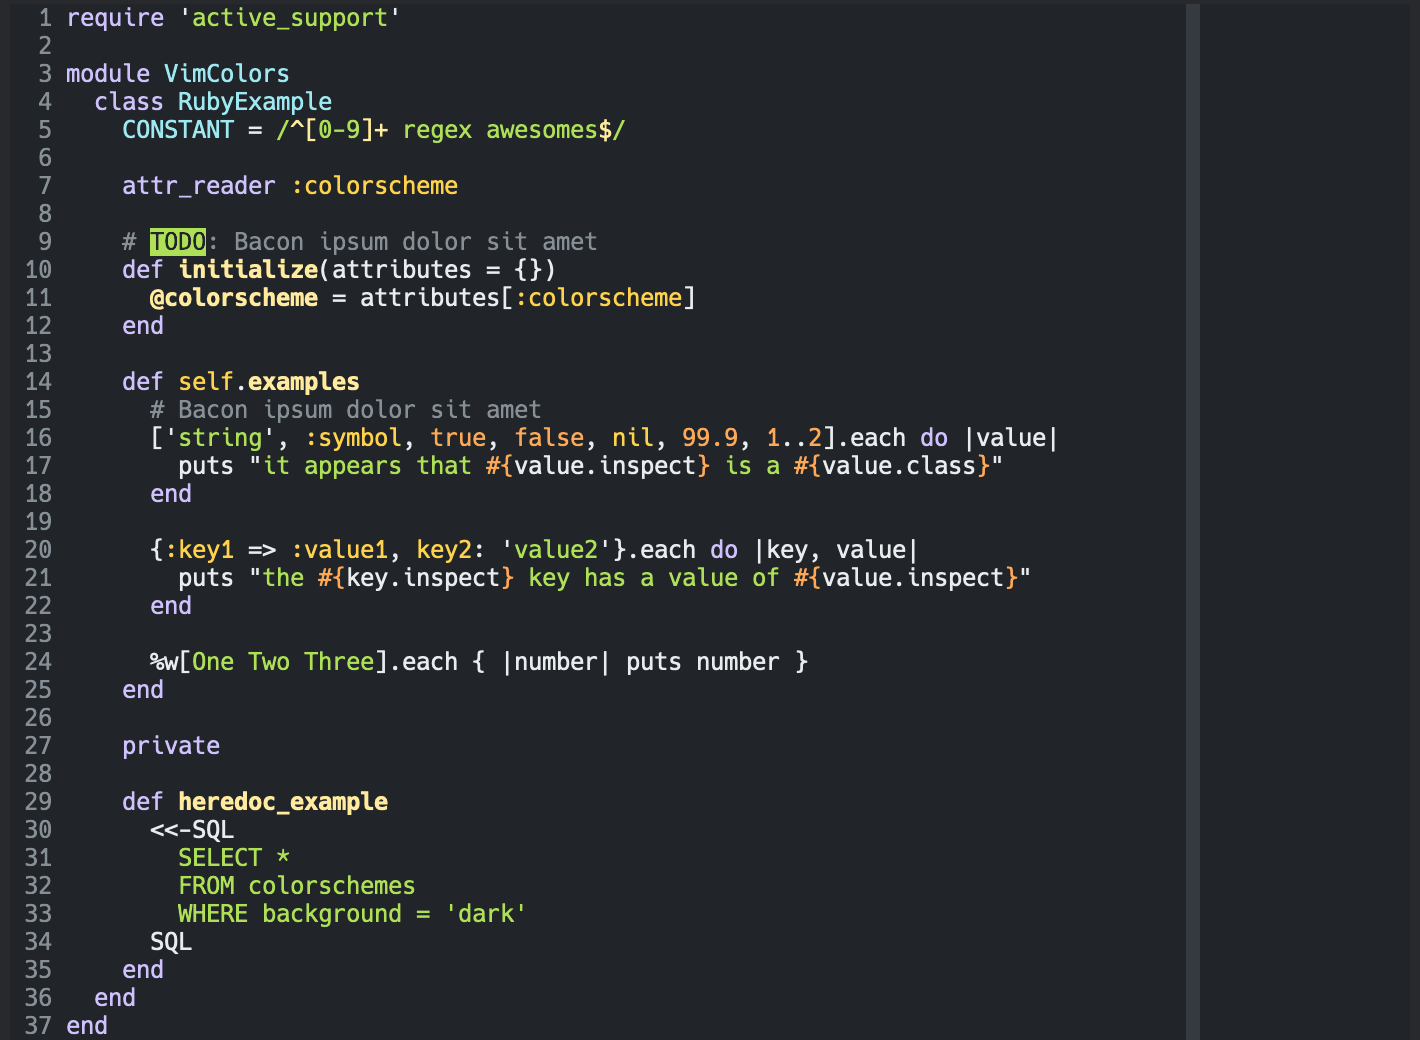 1 require 'active_support'
2
3 module VimColors
4   class RubyExample
5     CONSTANT = /^[0-9]+ regex awesomes$/
6
7     attr_reader :colorscheme
8
9     # TODO: Bacon ipsum dolor sit amet
10     def initialize(attributes = {})
11       @colorscheme = attributes[:colorscheme]
12     end
13
14     def self.examples
15       # Bacon ipsum dolor sit amet
16       ['string', :symbol, true, false, nil, 99.9, 1..2].each do |value|
17         puts "it appears that #{value.inspect} is a #{value.class}"
18       end
19
20       {:key1 => :value1, key2: 'value2'}.each do |key, value|
21         puts "the #{key.inspect} key has a value of #{value.inspect}"
22       end
23
24       %w[One Two Three].each { |number| puts number }
25     end
26
27     private
28
29     def heredoc_example
30       <<-SQL
31         SELECT *
32         FROM colorschemes
33         WHERE background = 'dark'
34       SQL
35     end
36   end
37 end